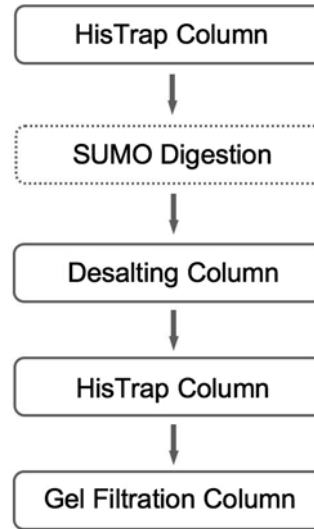 HisTrap Column
SUMO Digestion
Desalting Column
HisTrap Column
Gel Filtration Column